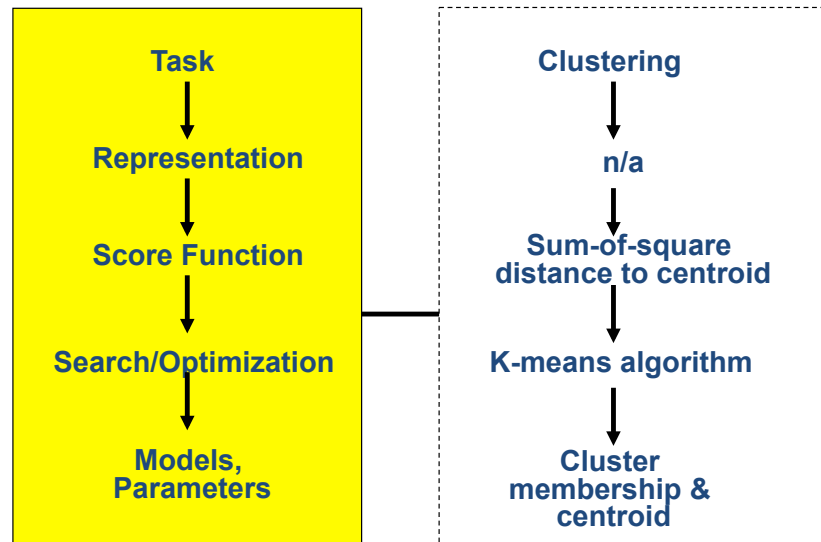 Task
Representation
Score Function
Search/Optimization
Models,
Parameters
Clustering
n/a
Sum-of-square
distance to centroid
K-means algorithm
Cluster
membership &
centroid